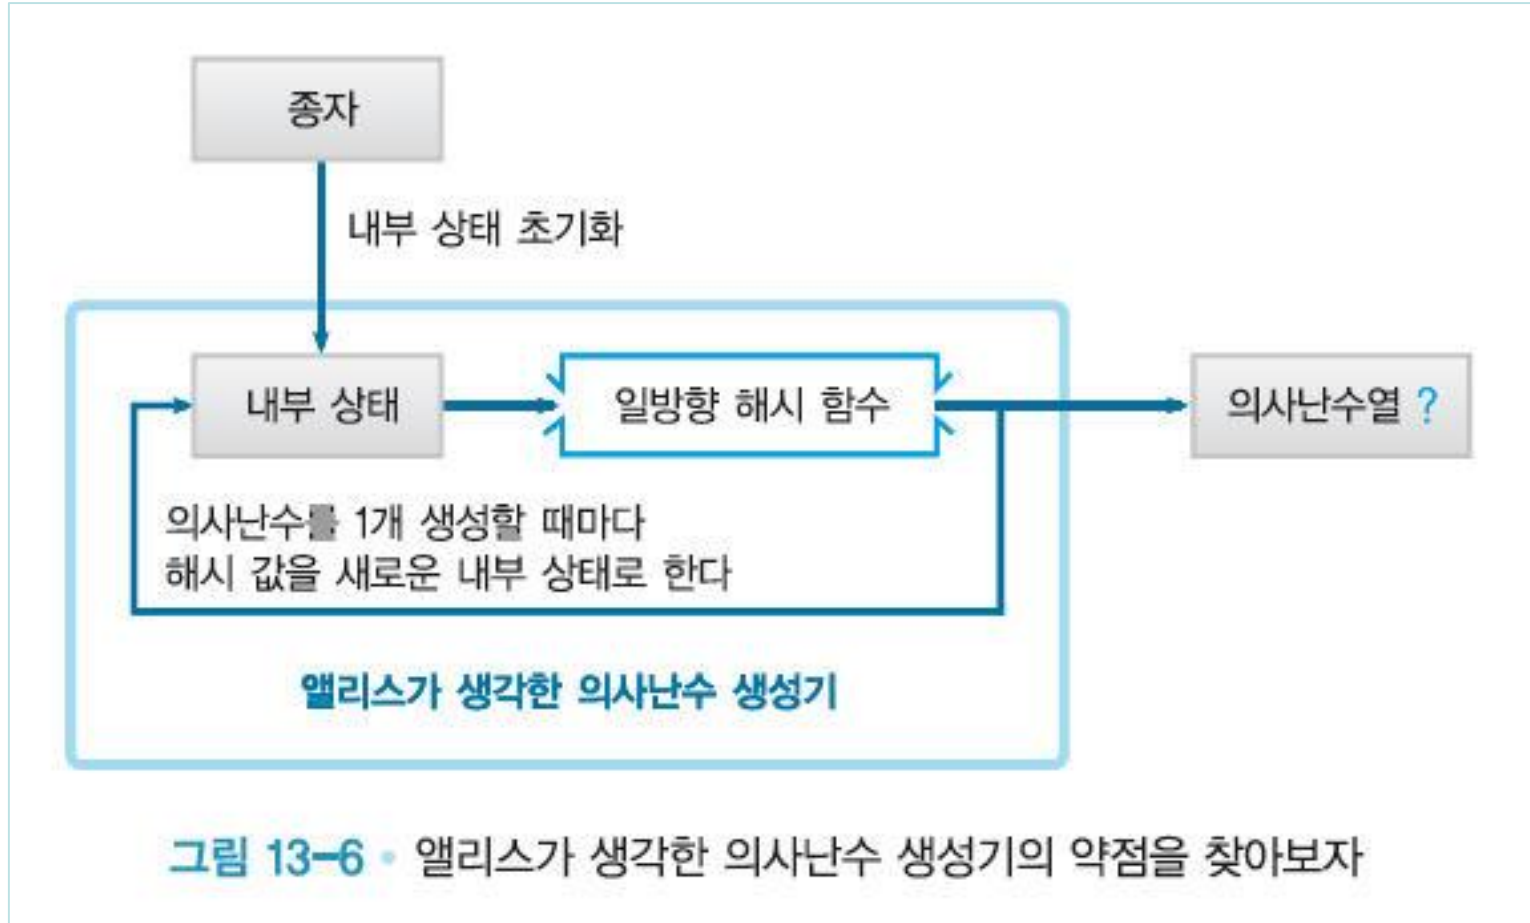 종자
내부 상태 초기화
내부 상태
일방향 해시 함수
의사난수열 ?
의사난수를 1개 생성할 때마다
해시 값을 새로운 내부 상태로 한다
앨리스가 생각한 의사난수 생성기
그림 13-6 • 앨리스가 생각한 의사난수 생성기의 약점을 찾아보자